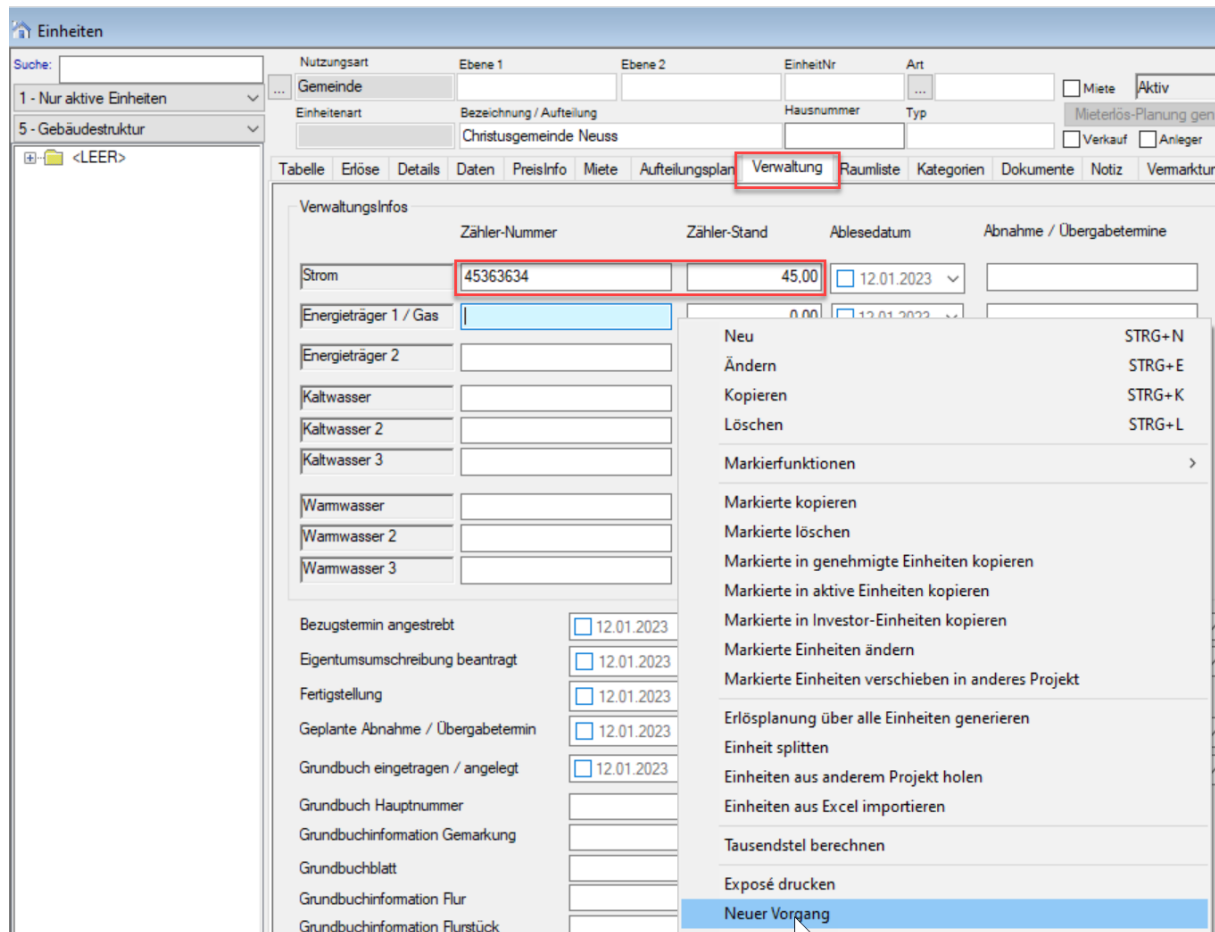 Einheiten
Suche:
1 - Nur aktive Einheiten
5 - Gebäudestruktur
<LEER>
Nutzungsart Ebene 1 Ebene 2 EinheitNr Art
... Gemeinde ... Miete Aktiv
Einheitenart Bezeichnung / Aufteilung Hausnummer Typ Mieterlös-Planung gen
Christusgemeinde Neuss Verkauf Anleger
Tabelle Erlöse Details Daten PreisInfo Miete Aufteilungsplan Verwaltung Raumliste Kategorien Dokumente Notiz Vermarktur
VerwaltungsInfos
Zähler-Nummer Zähler-Stand Ablesedatum Abnahme / Übergabetermine
Strom 45363634 45,00 12.01.2023
Energieträger 1 / Gas 0,00 12.01.2023
Energieträger 2
Kaltwasser
Kaltwasser 2
Kaltwasser 3
Warmwasser
Warmwasser 2
Warmwasser 3
Bezugstermin angestrebt 12.01.2023
Eigentumsumschreibung beantragt 12.01.2023
Fertigstellung 12.01.2023
Geplante Abnahme / Übergabetermin 12.01.2023
Grundbuch eingetragen / angelegt 12.01.2023
Grundbuch Hauptnummer
Grundbuchinformation Gemarkung
Grundbuchblatt
Grundbuchinformation Flur
Grundbuchinformation Flurstück
Neu STRG+N
Ändern STRG+E
Kopieren STRG+K
Löschen STRG+L
Markierfunktionen
Markierte kopieren
Markierte löschen
Markierte in genehmigte Einheiten kopieren
Markierte in aktive Einheiten kopieren
Markierte in Investor-Einheiten kopieren
Markierte Einheiten ändern
Markierte Einheiten verschieben in anderes Projekt
Erlösplanung über alle Einheiten generieren
Einheit splitten
Einheiten aus anderem Projekt holen
Einheiten aus Excel importieren
Tausendstel berechnen
Exposé drucken
Neuer Vorgang